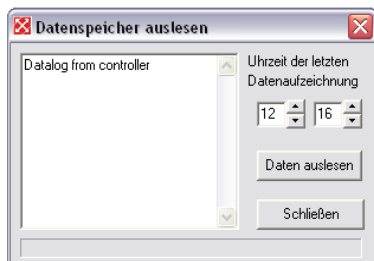 Datenspeicher auslesen
Datalog from controller
Uhrzeit der letzten
Datenaufzeichnung
12 16
Daten auslesen
Schließen